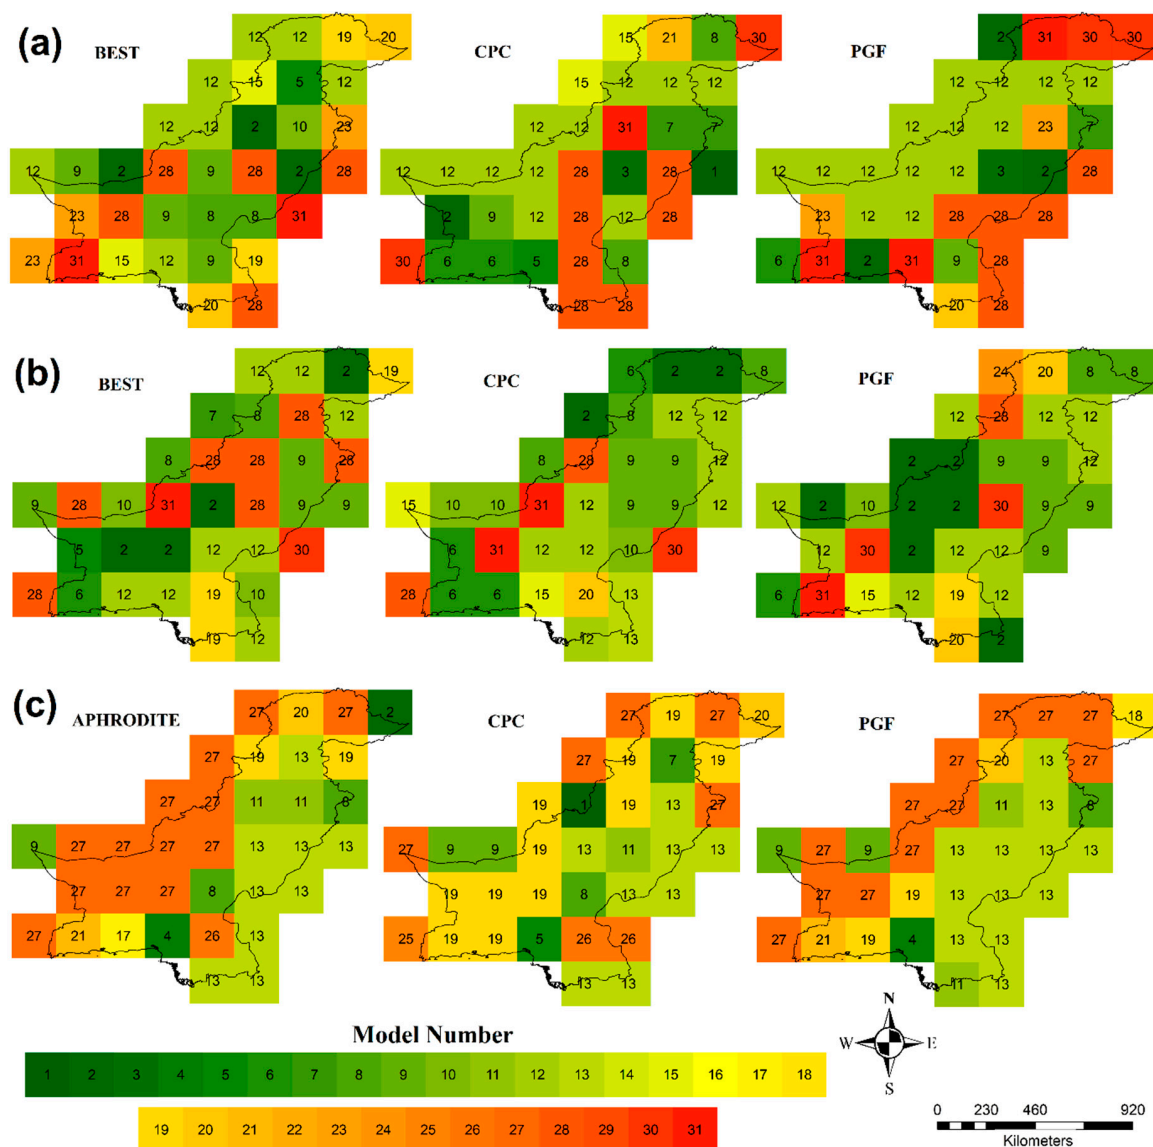 (a)
BEST CPC PGF
12 12 19 20 15 21 8 30 2 31 30 30
12 15 5 12 15 12 12 12 12 12 12 12
12 12 2 10 23 12 12 31 7 7 12 12 12 23 7
12 9 2 28 9 28 2 28 12 12 12 12 28 3 28 1 12 12 12 12 12 3 2 28
23 28 9 8 8 31 2 9 12 28 12 28 23 12 12 28 28 28
23 31 15 12 9 19 30 6 6 5 28 8 6 31 2 31 9 28
20 28 28 28 20 28
(b)
BEST CPC PGF
12 12 2 19 6 2 2 8 24 20 8 8
7 8 28 12 2 8 12 12 12 28 12 12
8 28 28 9 28 8 28 9 9 12 2 2 9 9 12
9 28 10 31 2 28 9 9 15 10 10 31 12 9 9 12 12 2 10 2 2 30 9 9
5 2 2 12 12 30 6 31 12 12 10 30 12 30 2 12 12 9
28 6 12 12 19 10 28 6 6 15 20 13 6 31 15 12 19 12
19 12 12 13 20 2
(c)
APHRODITE CPC PGF
27 20 27 2 27 19 27 20 27 27 27 18
27 19 13 19 27 19 7 19 27 20 13 27
27 27 11 11 8 19 1 19 13 27 27 27 11 13 8
9 27 27 27 27 13 13 13 27 9 9 19 13 11 13 13 9 27 9 27 13 13 13 13
27 27 27 8 13 13 19 19 19 8 13 13 27 27 19 13 13 13
27 21 17 4 26 13 25 19 19 5 26 26 27 21 19 4 13 13
13 13 13 13 11 13
Model Number
1 2 3 4 5 6 7 8 9 10 11 12 13 14 15 16 17 18
19 20 21 22 23 24 25 26 27 28 29 30 31
N
W E
S
0 230 460 920
Kilometers